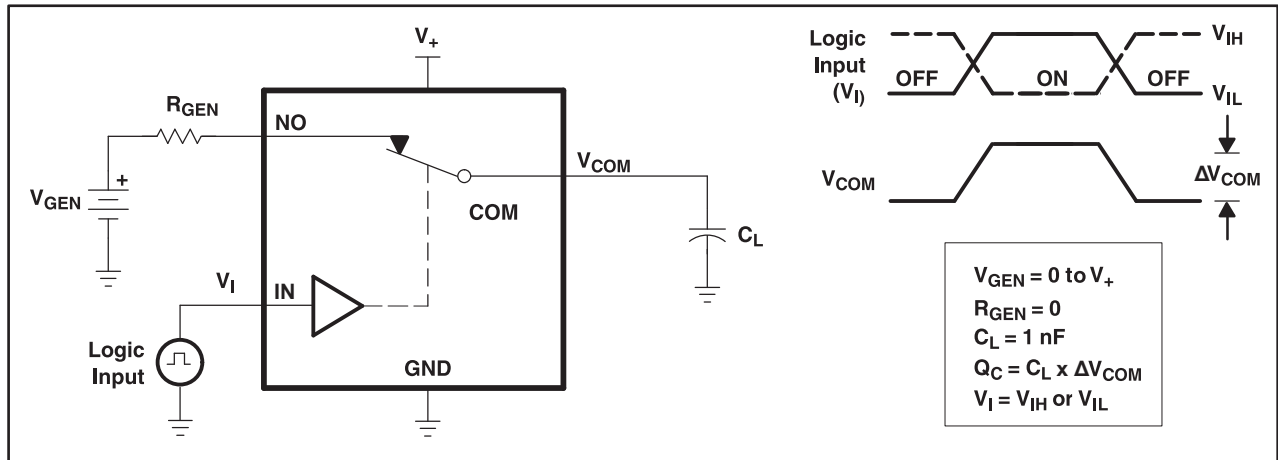 V+
RGEN
NO
VCOM
COM
VGEN
+
CL
VI
IN
Logic
Input
GND
Logic
Input
(VI)
OFF
ON
OFF
VIH
VIL
VCOM
ΔVCOM
VGEN = 0 to V+
RGEN = 0
CL = 1 nF
QC = CL x ΔVCOM
VI = VIH or VIL